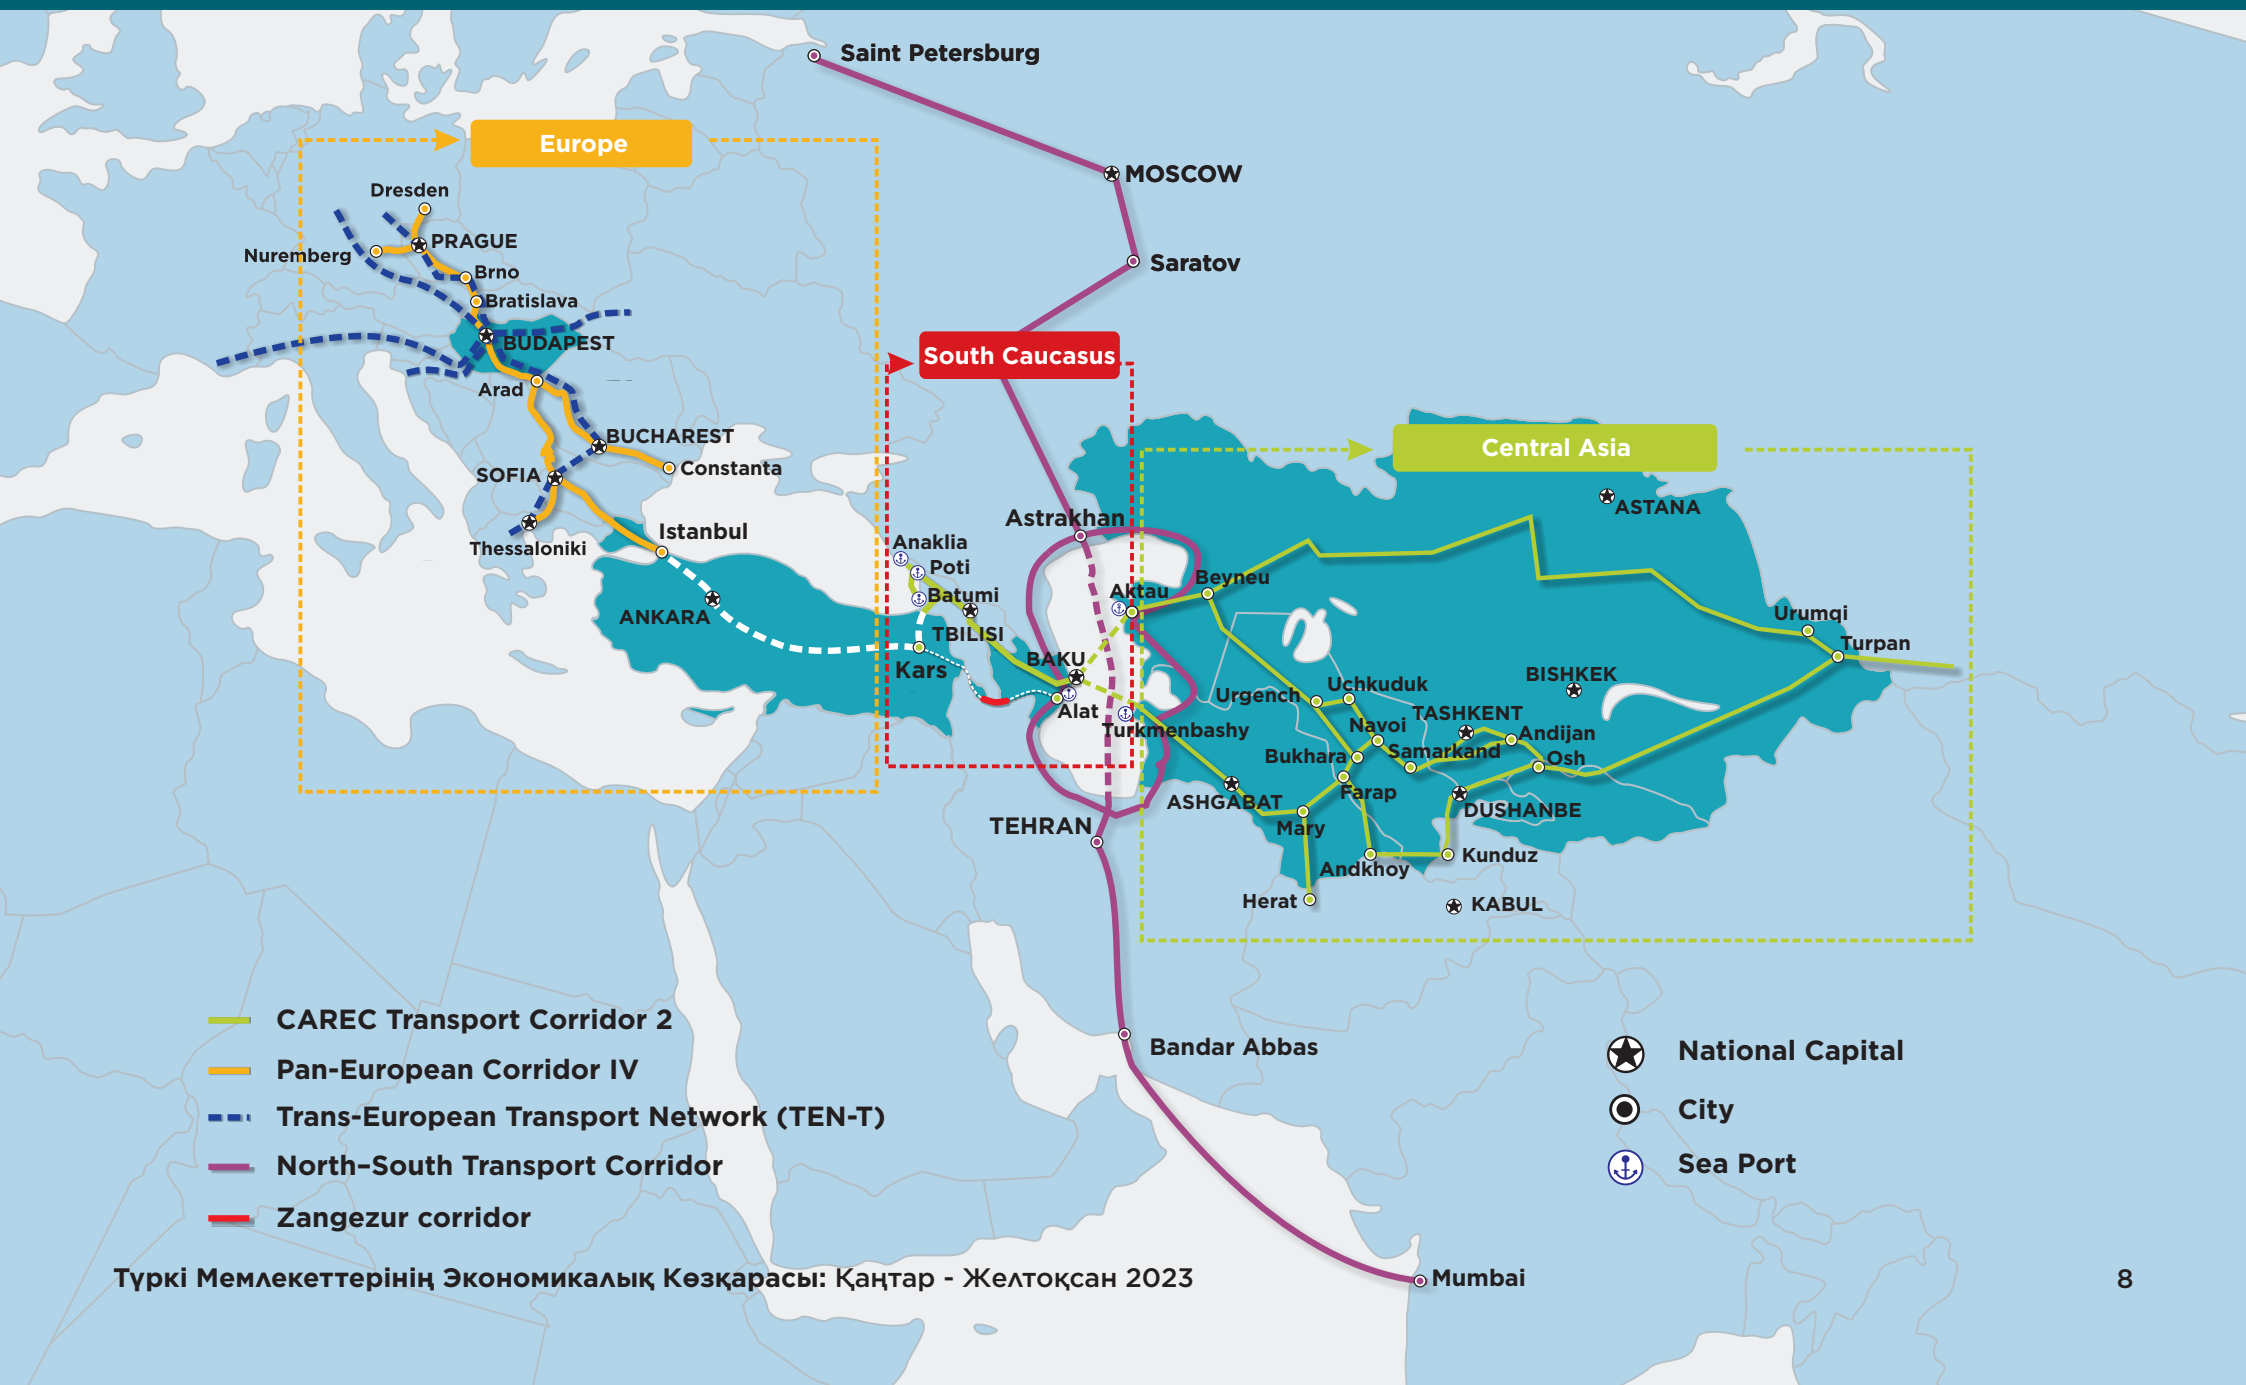 Saint Petersburg
Europe
MOSCOW
Dresden
PRAGUE
Nuremberg
Saratov
Brno
Bratislava
BUDAPEST
South Caucasus
Arad
BUCHAREST
Central Asia
Constanta
SOFIA
ASTANA
Astrakhan
Istanbul
Thessaloniki
Anaklia
Poti
Beyneu
Aktau
Batumi
ANKARA
Urumqi
TBILISI
Turpan
BAKU
Kars
BISHKEK
Uchkuduk
Urgench
Alat
TASHKENT
Navoi
Turkmenbashy
Andijan
Samarkand
Bukhara
Osh
Farap
ASHGABAT
DUSHANBE
TEHRAN
Mary
Kunduz
Andkhoy
Herat
KABUL
CAREC Transport Corridor 2
Bandar Abbas
National Capital
Pan-European Corridor IV
City
Trans-European Transport Network (TEN-T)
North–South Transport Corridor
Sea Port
Zangezur corridor
Mumbai
Түркі Мемлекеттерінің Экономикалық Көзқарасы: Қаңтар - Желтоқсан 2023
8